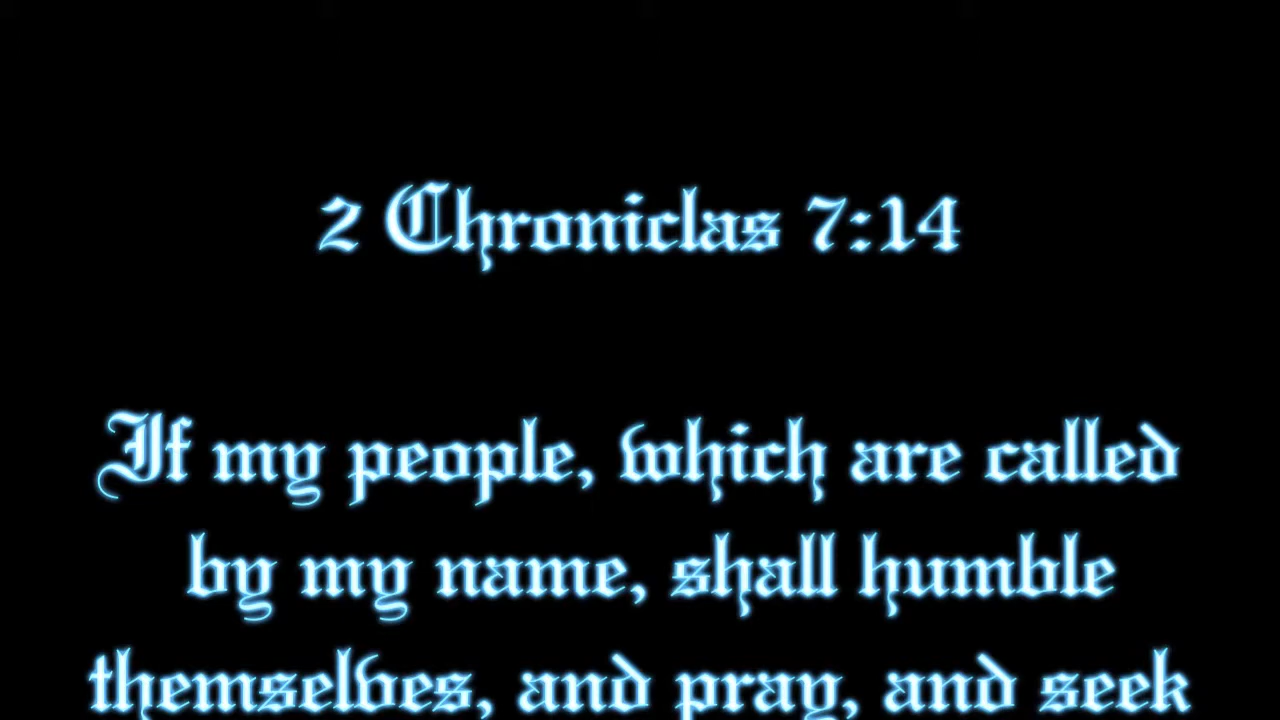 2 Chroniclas 7:14
If my people, which are called
by my name, shall humble
themselves, and pray, and seek